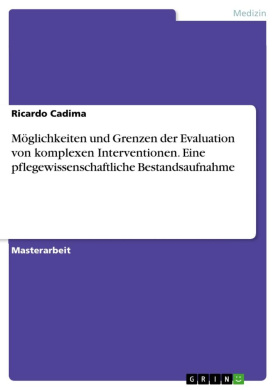 Medizin
Ricardo Cadima
Möglichkeiten und Grenzen der Evaluation
von komplexen Interventionen. Eine
pflegewissenschaftliche Bestandsaufnahme
Masterarbeit
GRIN